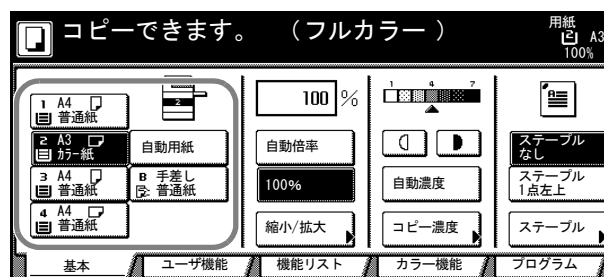 コピーできます。 （フルカラー）
用紙
2 A3
100%
1 A4
普通紙
2 A3
カラー紙
3 A4
普通紙
4 A4
普通紙
2
自動用紙
B 手差し
普通紙
100 %
自動倍率
100%
縮小/拡大
1 4 7
自動濃度
コピー濃度
A
ステープル
なし
ステープル
1点左上
ステープル
基本
ユーザ機能
機能リスト
カラー機能
プログラム